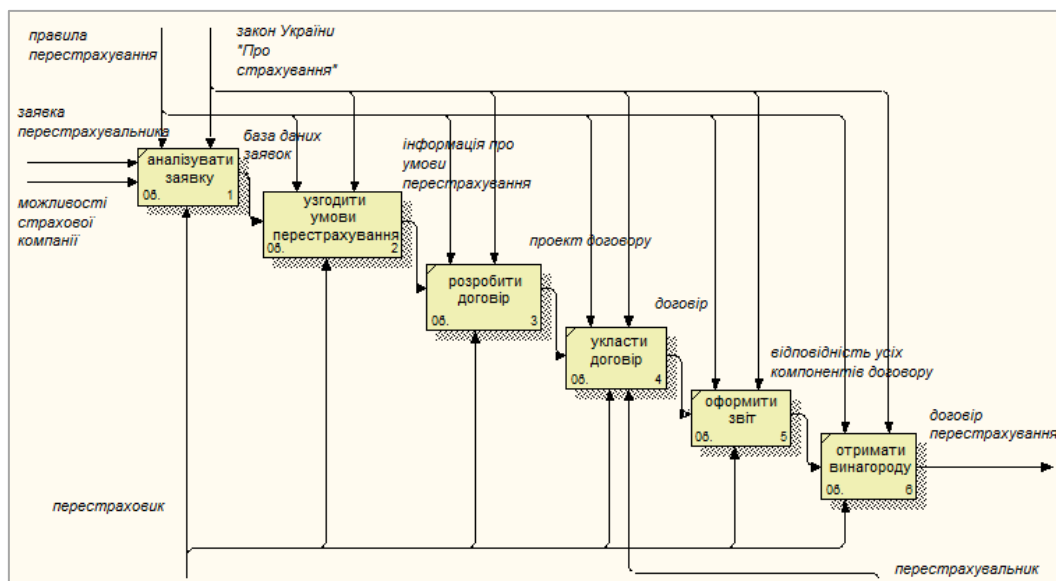 правила
перестрахування
закон України
"Про
страхування"
заявка
перестрахувальника
база даних
заявок
інформація про
умови
перестрахування
аналізувати
заявку
0б. 1
можливості
страхової
компанії
узгодити
умови
перестрахування
0б. 2
проект договору
розробити
договір
0б. 3
договір
укласти
договір
0б. 4
відповідність усіх
компонентів договору
оформити
звіт
0б. 5
договір
перестрахування
отримати
винагороду
0б. 6
перестраховик
перестрахувальник